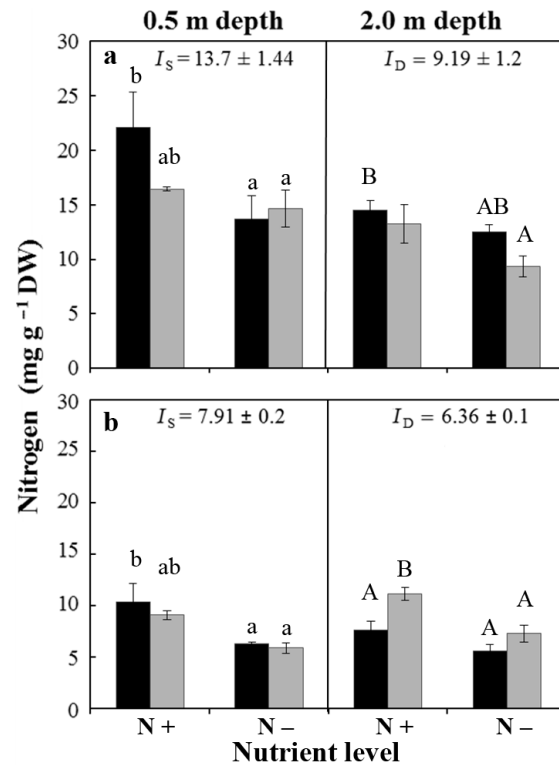 0.5 m depth 2.0 m depth
a I_S = 13.7 ± 1.44 I_D = 9.19 ± 1.2
30
25
20
15
10
5
0
b
ab
a a
B
AB
A
b I_S = 7.91 ± 0.2 I_D = 6.36 ± 0.1
30
25
20
15
10
5
0
b ab
a a
A B
A A
Nitrogen (mg g⁻¹ DW)
N + N – N + N –
Nutrient level